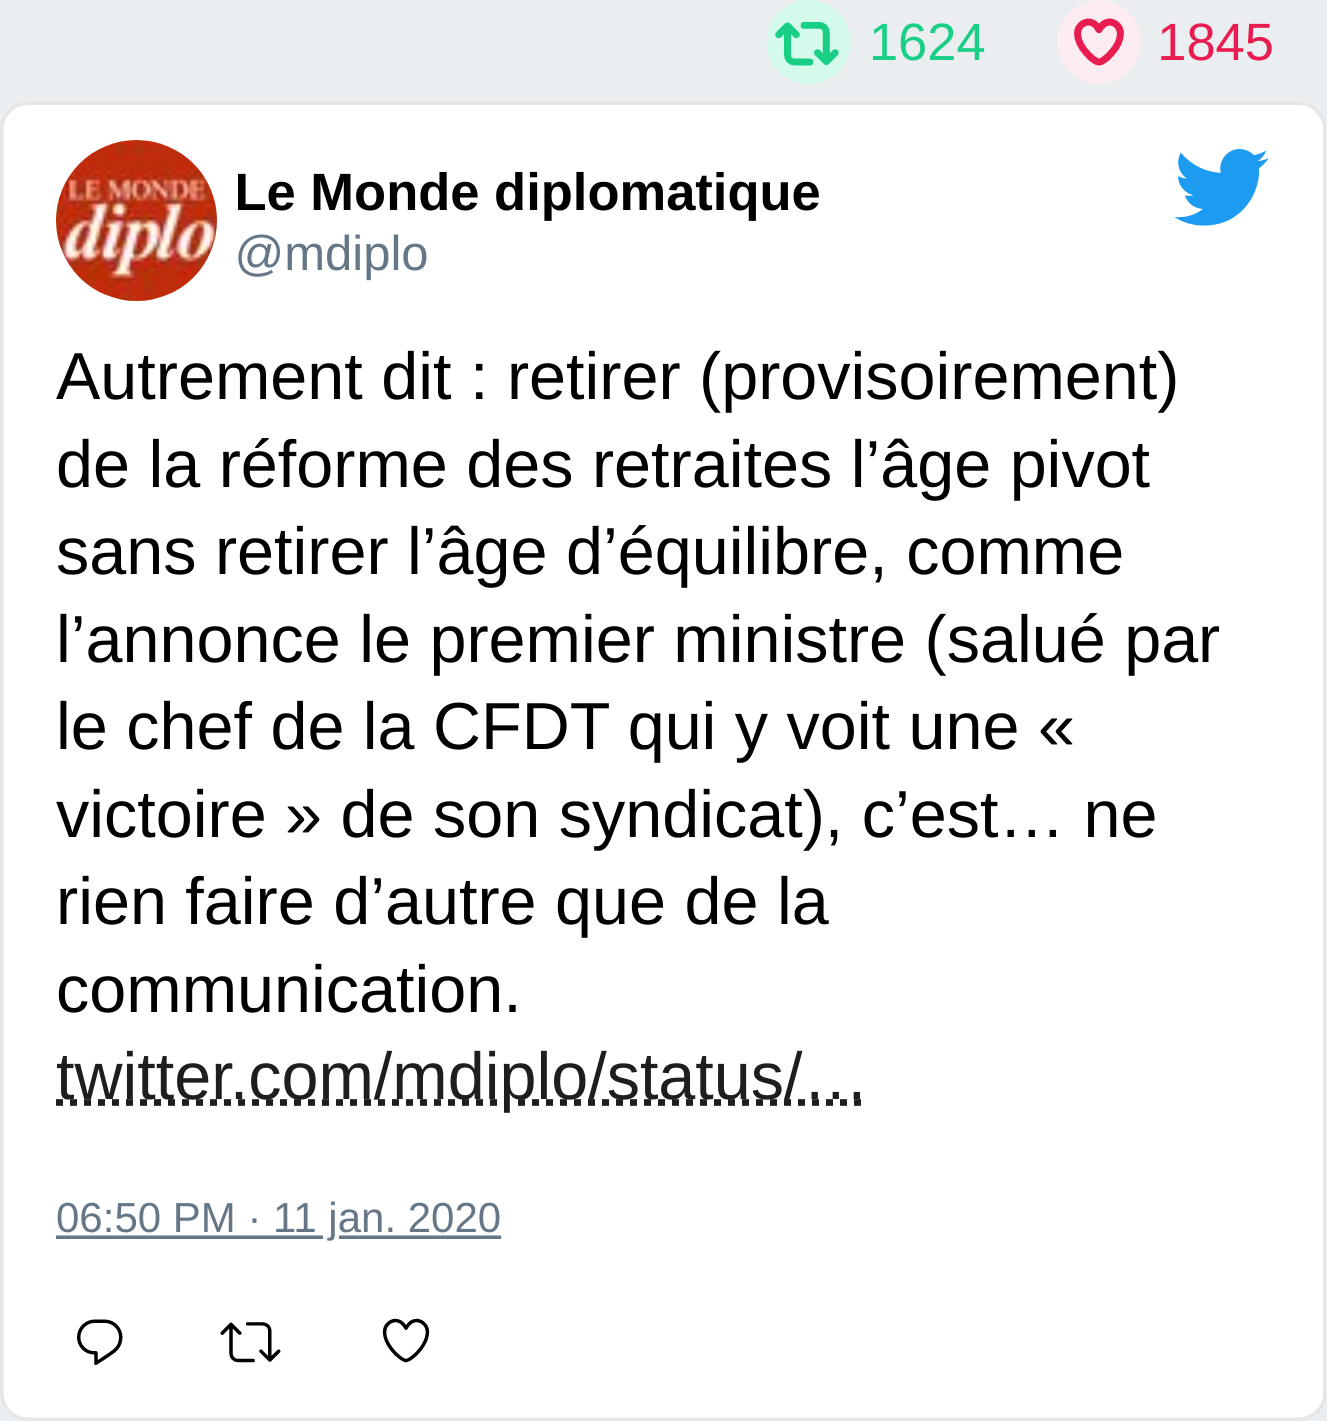 1624 1845
LE MONDE
diplo
Le Monde diplomatique
@mdiplo
Autrement dit : retirer (provisoirement)
de la réforme des retraites l’âge pivot
sans retirer l’âge d’équilibre, comme
l’annonce le premier ministre (salué par
le chef de la CFDT qui y voit une «
victoire » de son syndicat), c’est… ne
rien faire d’autre que de la
communication.
twitter.com/mdiplo/status/…
06:50 PM · 11 jan. 2020